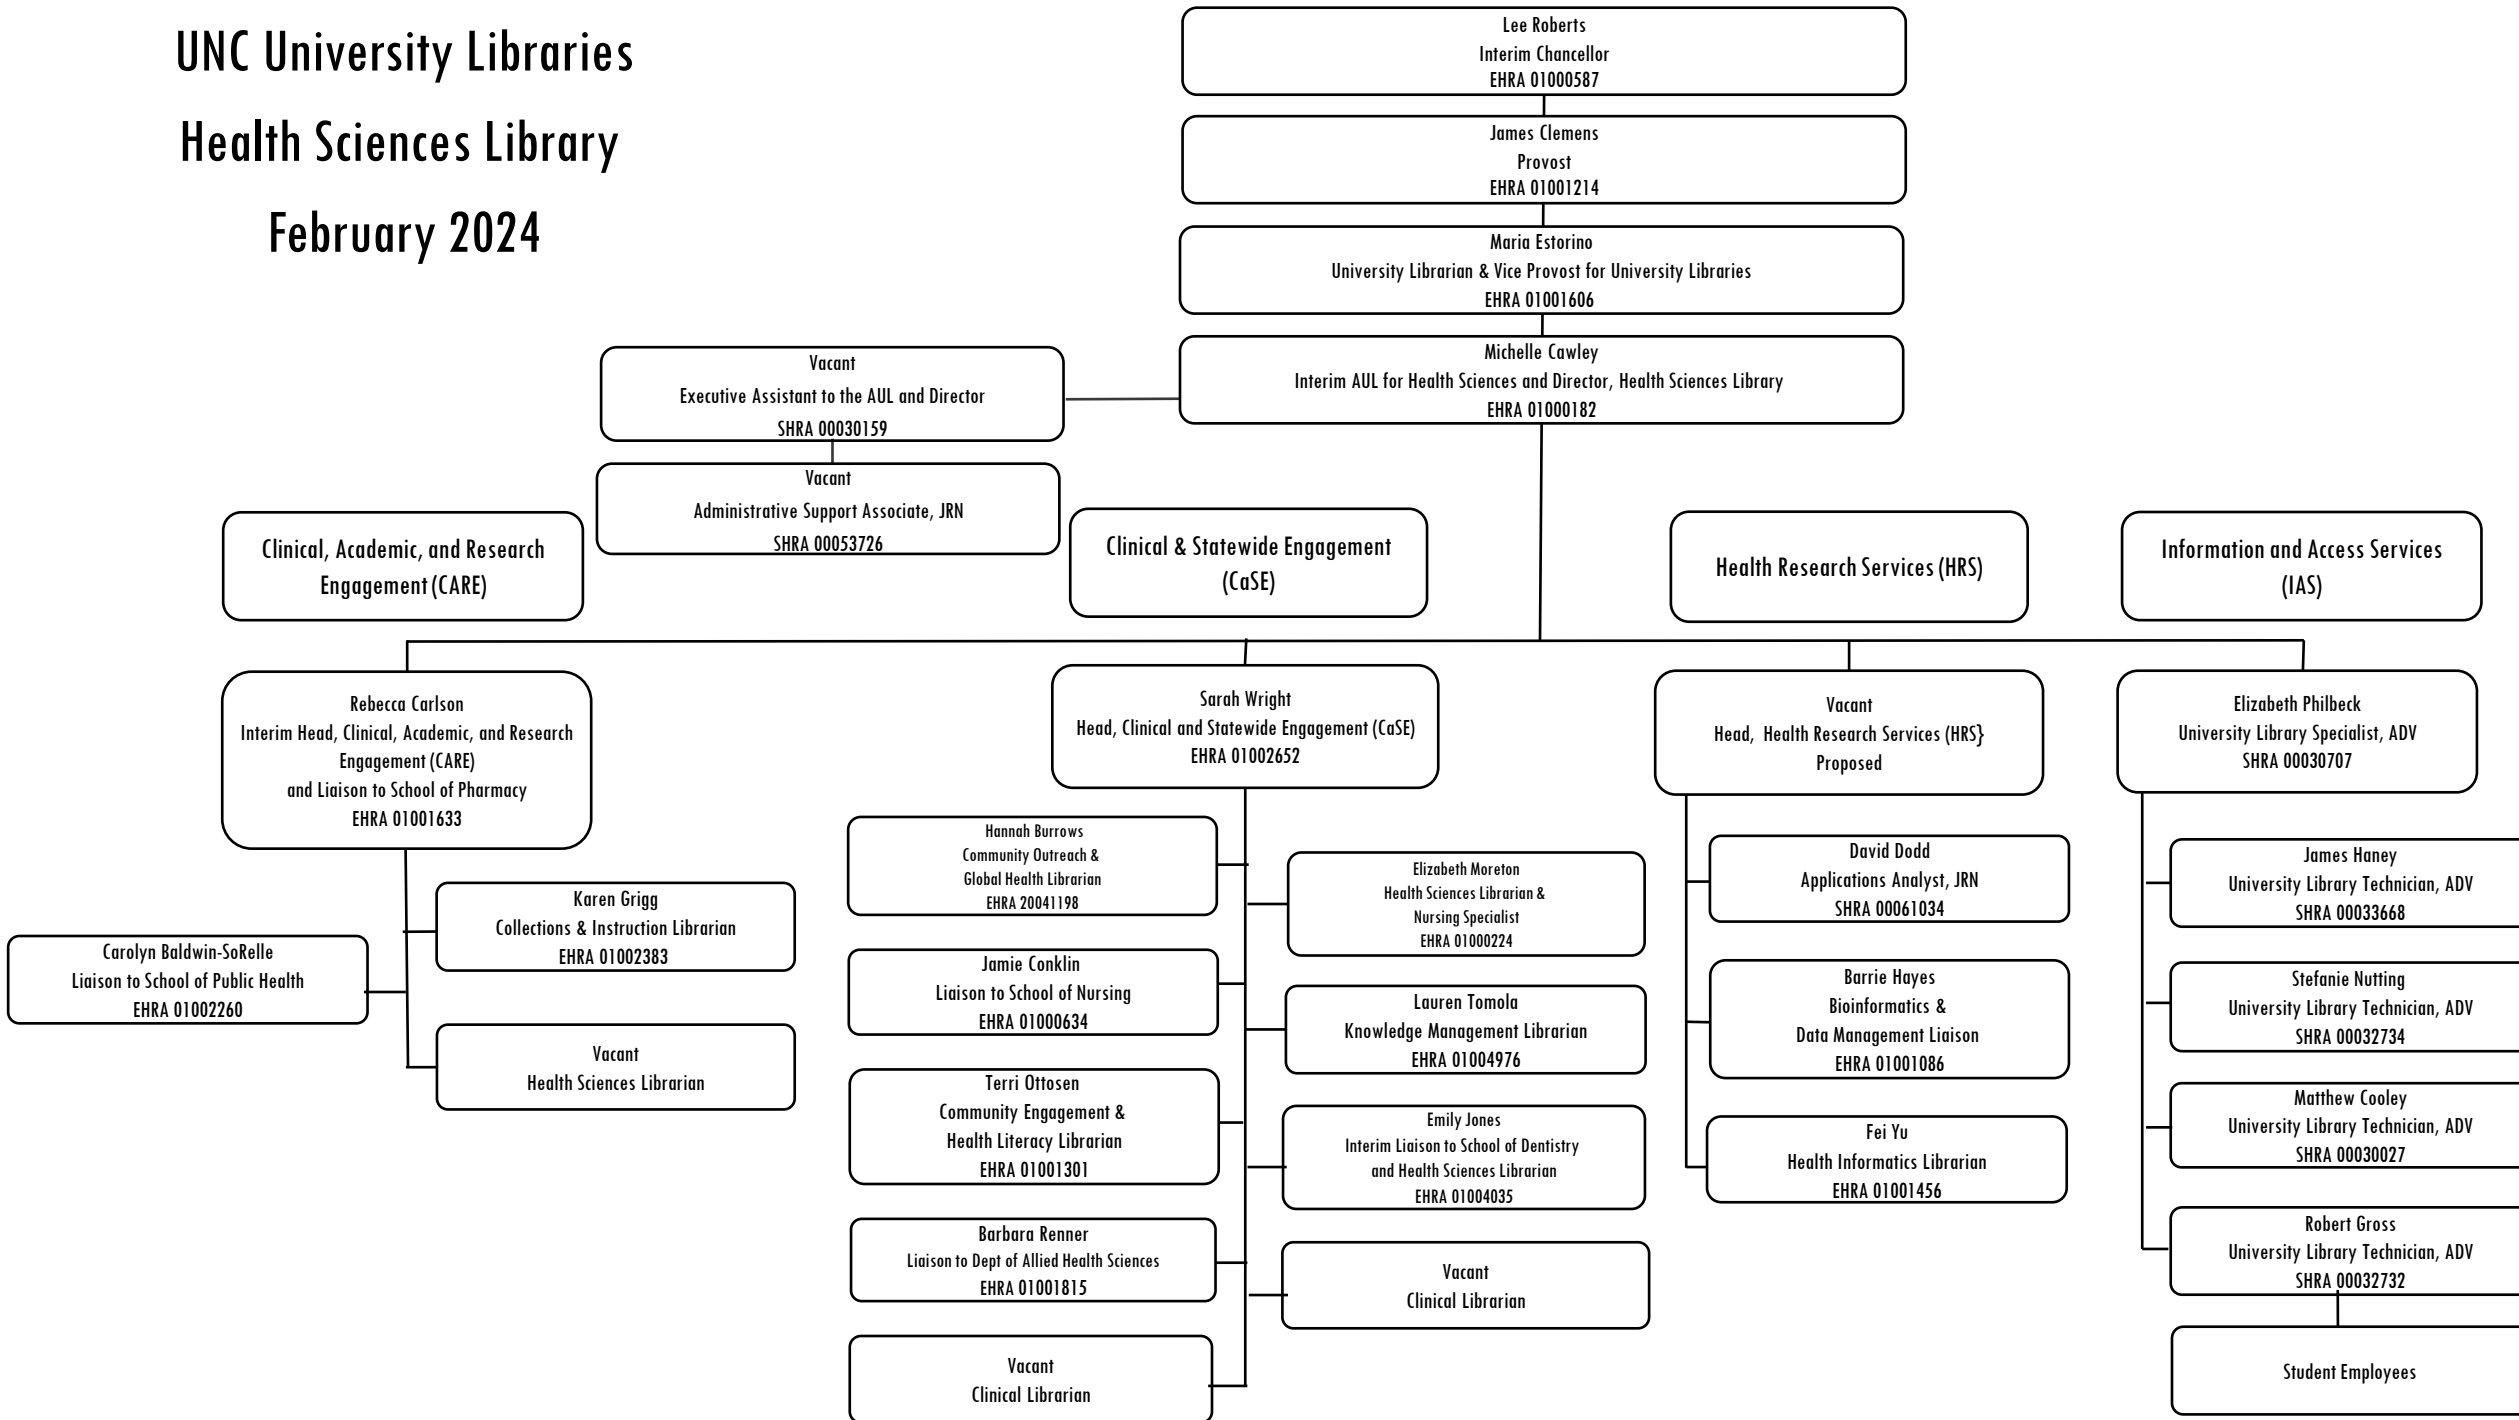 UNC University Libraries
Health Sciences Library
February 2024
Lee Roberts
Interim Chancellor
EHRA 01000587
James Clemens
Provost
EHRA 01001214
Maria Estorino
University Librarian & Vice Provost for University Libraries
EHRA 01001606
Michelle Cawley
Interim AUL for Health Sciences and Director, Health Sciences Library
EHRA 01000182
Vacant
Executive Assistant to the AUL and Director
SHRA 00030159
Vacant
Administrative Support Associate, JRN
SHRA 00053726
Clinical, Academic, and Research
Engagement (CARE)
Clinical & Statewide Engagement
(CaSE)
Health Research Services (HRS)
Information and Access Services
(IAS)
Rebecca Carlson
Interim Head, Clinical, Academic, and Research
Engagement (CARE)
and Liaison to School of Pharmacy
EHRA 01001633
Karen Grigg
Collections & Instruction Librarian
EHRA 01002383
Carolyn Baldwin-SoRelle
Liaison to School of Public Health
EHRA 01002260
Vacant
Health Sciences Librarian
Sarah Wright
Head, Clinical and Statewide Engagement (CaSE)
EHRA 01002652
Hannah Burrows
Community Outreach &
Global Health Librarian
EHRA 20041198
Elizabeth Moreton
Health Sciences Librarian &
Nursing Specialist
EHRA 01000224
Jamie Conklin
Liaison to School of Nursing
EHRA 01000634
Lauren Tomola
Knowledge Management Librarian
EHRA 01004976
Terri Ottosen
Community Engagement &
Health Literacy Librarian
EHRA 01001301
Emily Jones
Interim Liaison to School of Dentistry
and Health Sciences Librarian
EHRA 01004035
Barbara Renner
Liaison to Dept of Allied Health Sciences
EHRA 01001815
Vacant
Clinical Librarian
Vacant
Clinical Librarian
Vacant
Head, Health Research Services (HRS}
Proposed
David Dodd
Applications Analyst, JRN
SHRA 00061034
Barrie Hayes
Bioinformatics &
Data Management Liaison
EHRA 01001086
Fei Yu
Health Informatics Librarian
EHRA 01001456
Elizabeth Philbeck
University Library Specialist, ADV
SHRA 00030707
James Haney
University Library Technician, ADV
SHRA 00033668
Stefanie Nutting
University Library Technician, ADV
SHRA 00032734
Matthew Cooley
University Library Technician, ADV
SHRA 00030027
Robert Gross
University Library Technician, ADV
SHRA 00032732
Student Employees